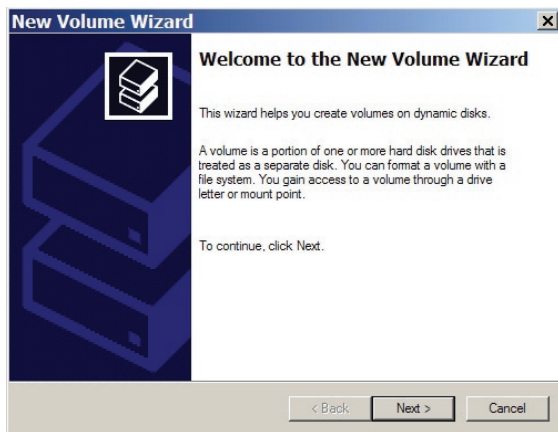 New Volume Wizard
Welcome to the New Volume Wizard
This wizard helps you create volumes on dynamic disks.
A volume is a portion of one or more hard disk drives that is
treated as a separate disk. You can format a volume with a
file system. You gain access to a volume through a drive
letter or mount point.
To continue, click Next.
< Back
Next >
Cancel